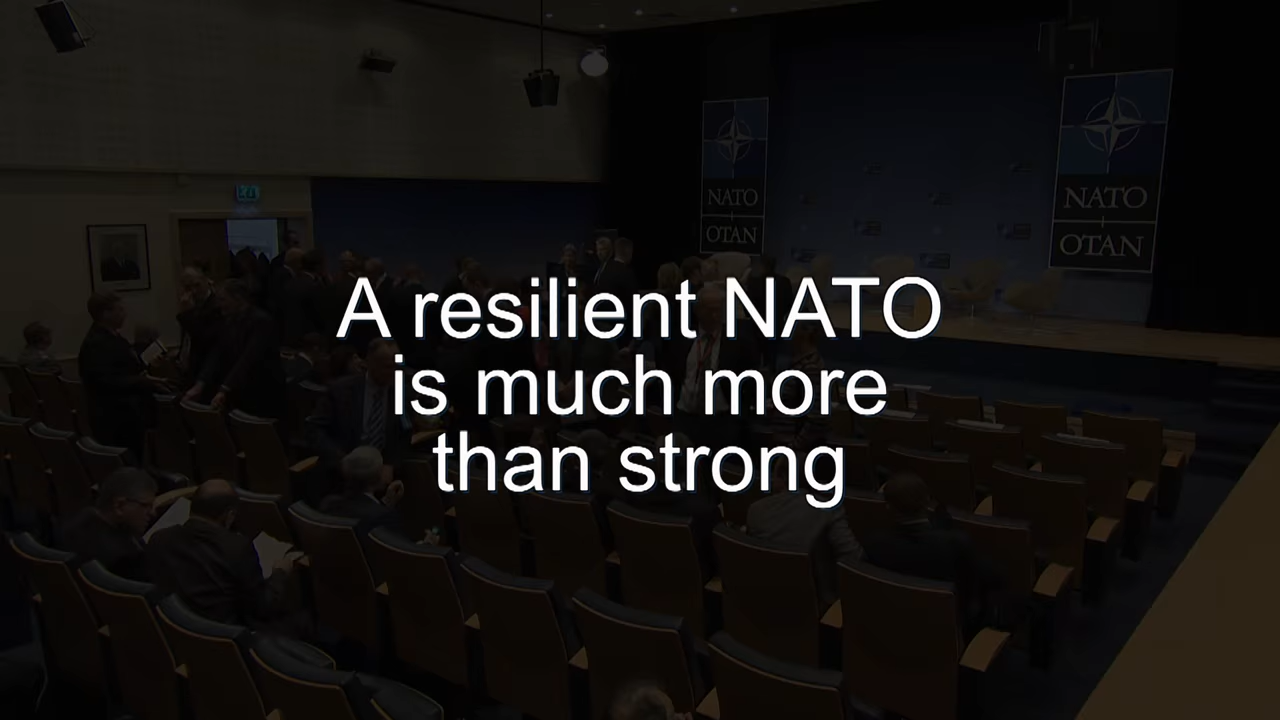 NATO
OTAN
NATO
OTAN
A resilient NATO
is much more
than strong